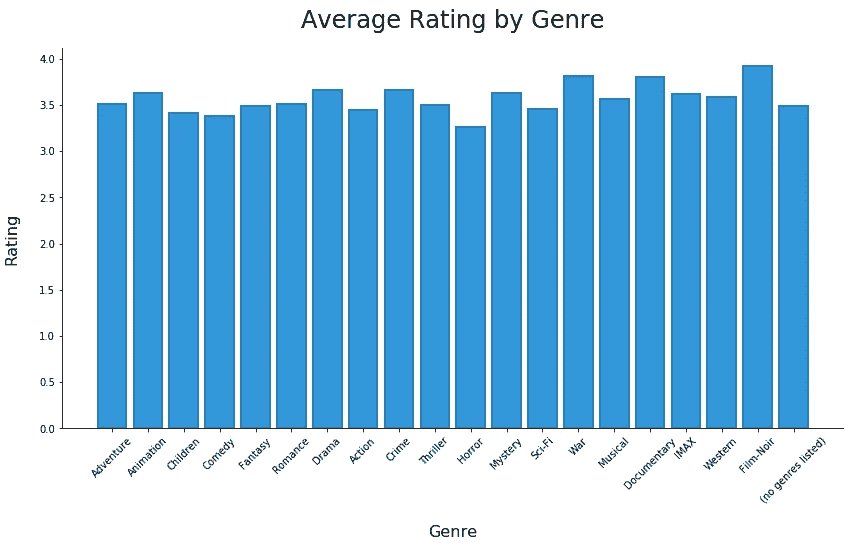 Average Rating by Genre
Rating
4.0
3.5
3.0
2.5
2.0
1.5
1.0
0.5
0.0
Adventure
Animation
Children
Comedy
Fantasy
Romance
Drama
Action
Crime
Thriller
Horror
Mystery
Sci-Fi
War
Musical
Documentary
IMAX
Western
Film-Noir
(no genres listed)
Genre